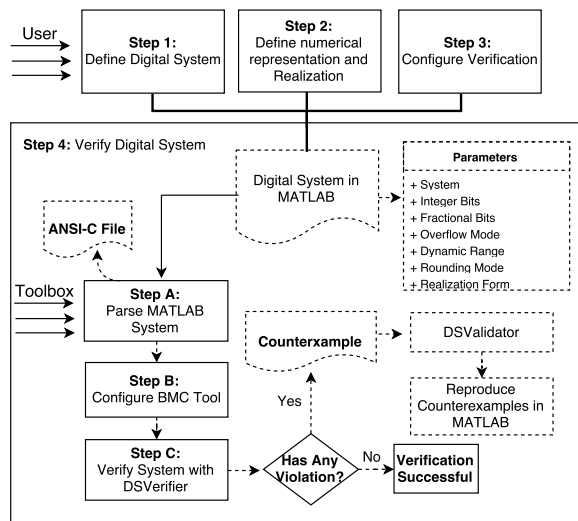 User
Step 1:
Define Digital System
Step 2:
Define numerical
representation and
Realization
Step 3:
Configure Verification
Step 4: Verify Digital System
Digital System in
MATLAB
Parameters
+ System
+ Integer Bits
+ Fractional Bits
+ Overflow Mode
+ Dynamic Range
+ Rounding Mode
+ Realization Form
ANSI-C File
Toolbox
Step A:
Parse MATLAB
System
Step B:
Configure BMC Tool
Step C:
Verify System with
DSVerifier
Has Any
Violation?
Yes
No
Verification
Successful
Counterxample
DSValidator
Reproduce
Counterexamples in
MATLAB